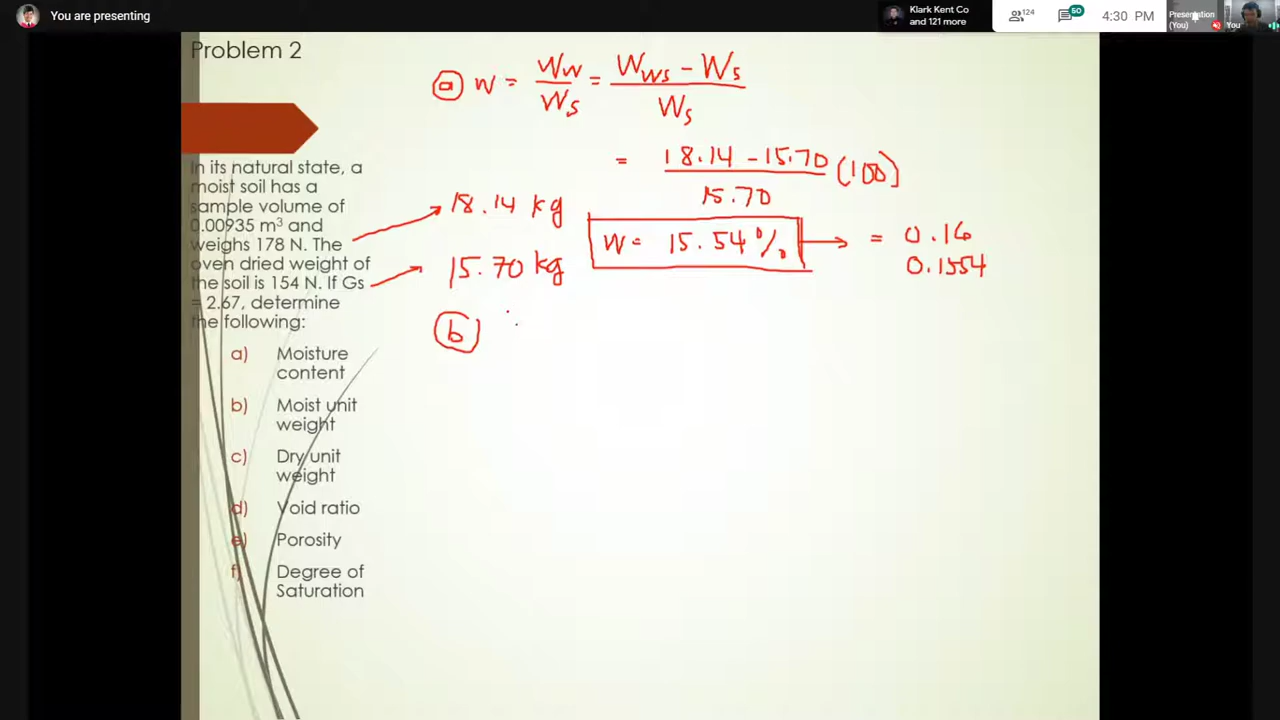 You are presenting
Klark Kent Co
and 121 more
124
50
4:30 PM
Presentation
(You)
You
Problem 2
In its natural state, a
moist soil has a
sample volume of
0.00935 m³ and
weighs 178 N. The
oven dried weight of
the soil is 154 N. If Gs
= 2.67, determine
the following:
a) Moisture
content
b) Moist unit
weight
c) Dry unit
weight
d) Void ratio
e) Porosity
f) Degree of
Saturation
(a) W = Ww/Ws = (Wws - Ws)/Ws
= (18.14 - 15.70)/15.70 (100)
18.14 kg
W = 15.54% → = 0.16
0.1554
15.70 kg
(b)